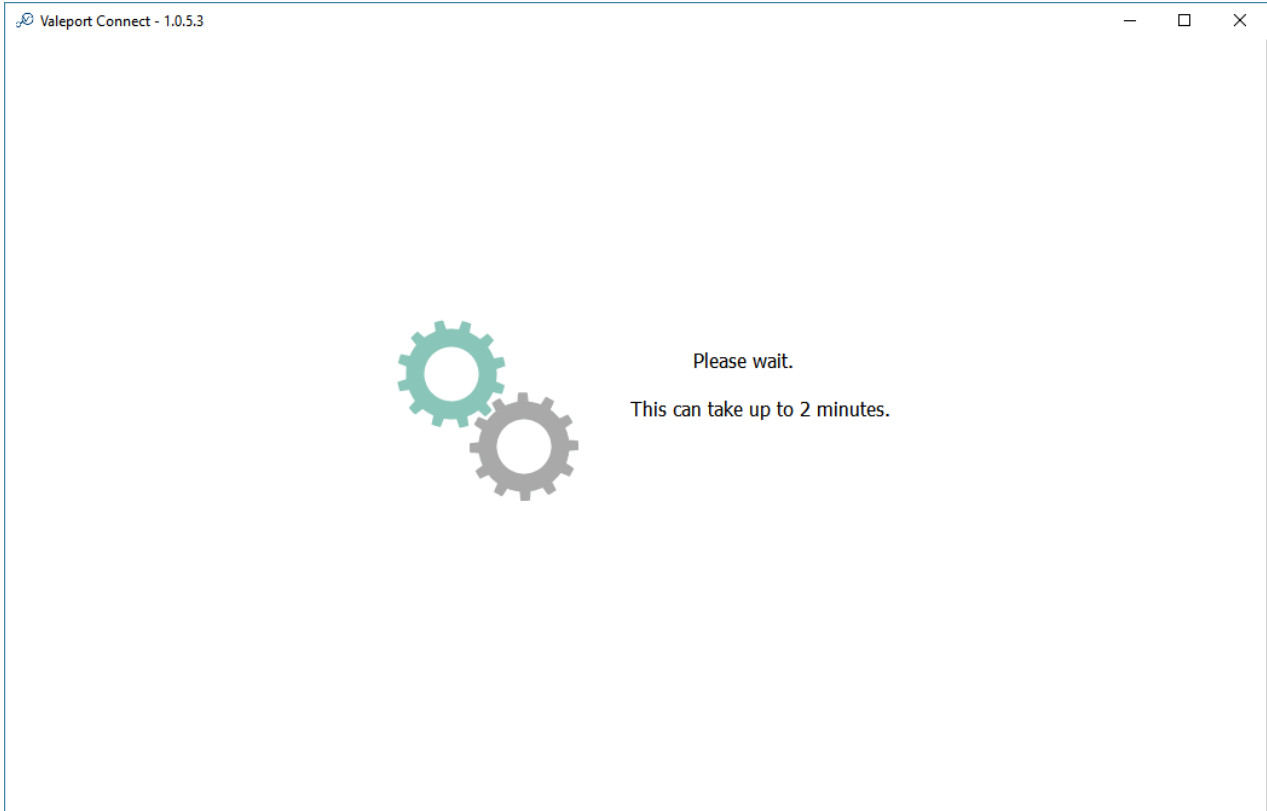 Valeport Connect - 1.0.5.3
Please wait.
This can take up to 2 minutes.